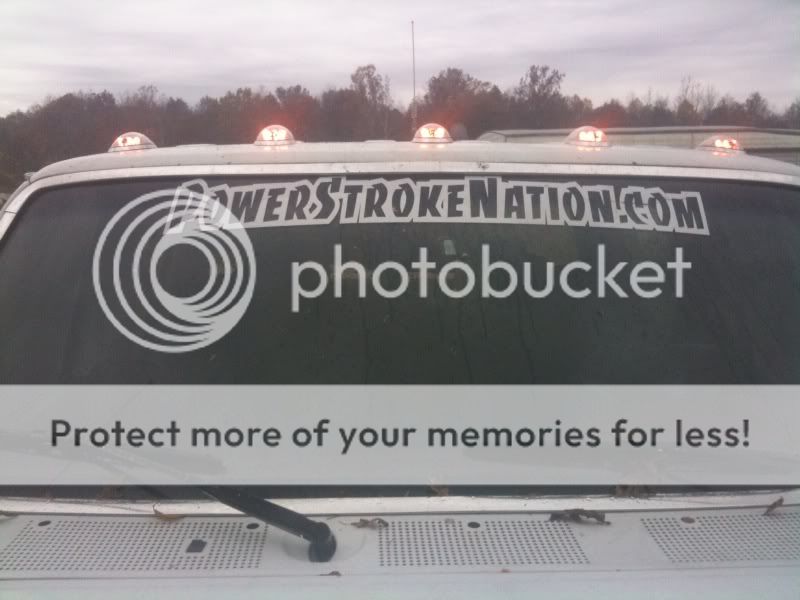 PowerStrokeNation.com
photobucket
Protect more of your memories for less!